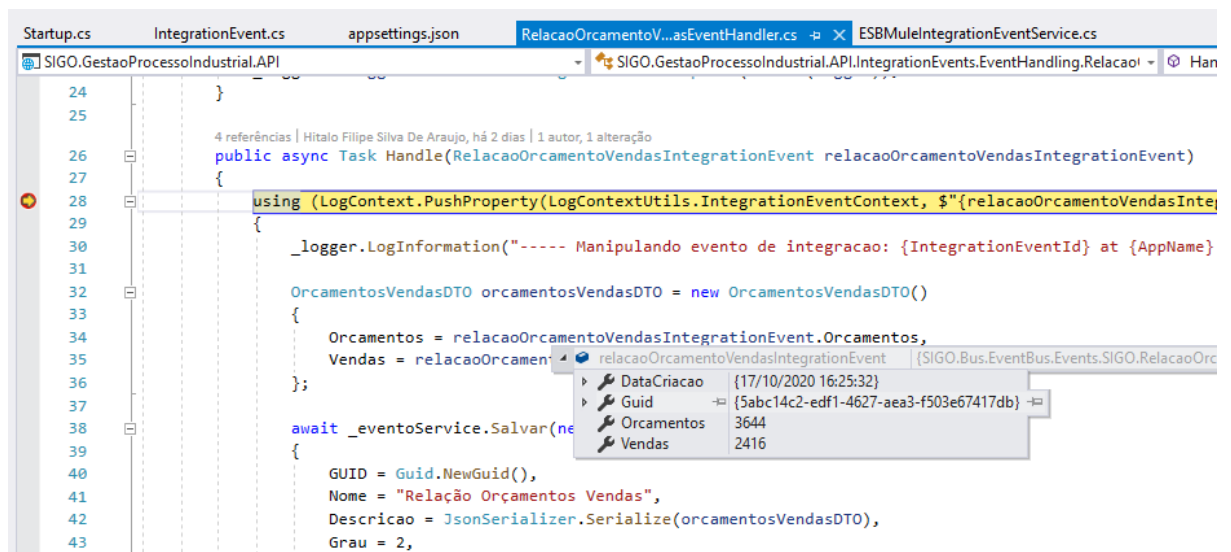 Startup.cs IntegrationEvent.cs appsettings.json RelacaoOrcamentoV...asEventHandler.cs ESBMuleIntegrationEventService.cs
SIGO.GestaoProcessoIndustrial.API SIGO.GestaoProcessoIndustrial.API.IntegrationEvents.EventHandling.Relacao Han
24 }
25
4 referências | Hitalo Filipe Silva De Araujo, há 2 dias | 1 autor, 1 alteração
26 public async Task Handle(RelacaoOrcamentoVendasIntegrationEvent relacaoOrcamentoVendasIntegrationEvent)
27 {
28 using (LogContext.PushProperty(LogContextUtils.IntegrationEventContext, $"{relacaoOrcamentoVendasInteg
29 {
30 _logger.LogInformation("----- Manipulando evento de integracao: {IntegrationEventId} at {AppName}
31
32 OrcamentosVendasDTO orcamentosVendasDTO = new OrcamentosVendasDTO()
33 {
34 Orcamentos = relacaoOrcamentoVendasIntegrationEvent.Orcamentos,
35 Vendas = relacaoOrcamen relacaoOrcamentoVendasIntegrationEvent {SIGO.Bus.EventBus.Events.SIGO.RelacaoOrc
DataCriacao {17/10/2020 16:25:32}
36 };
Guid {5abc14c2-edf1-4627-aea3-f503e67417db}
37
Orcamentos 3644
38 await _eventoService.Salvar(ne
Vendas 2416
39 {
40 GUID = Guid.NewGuid(),
41 Nome = "Relação Orçamentos Vendas",
42 Descricao = JsonSerializer.Serialize(orcamentosVendasDTO),
43 Grau = 2,